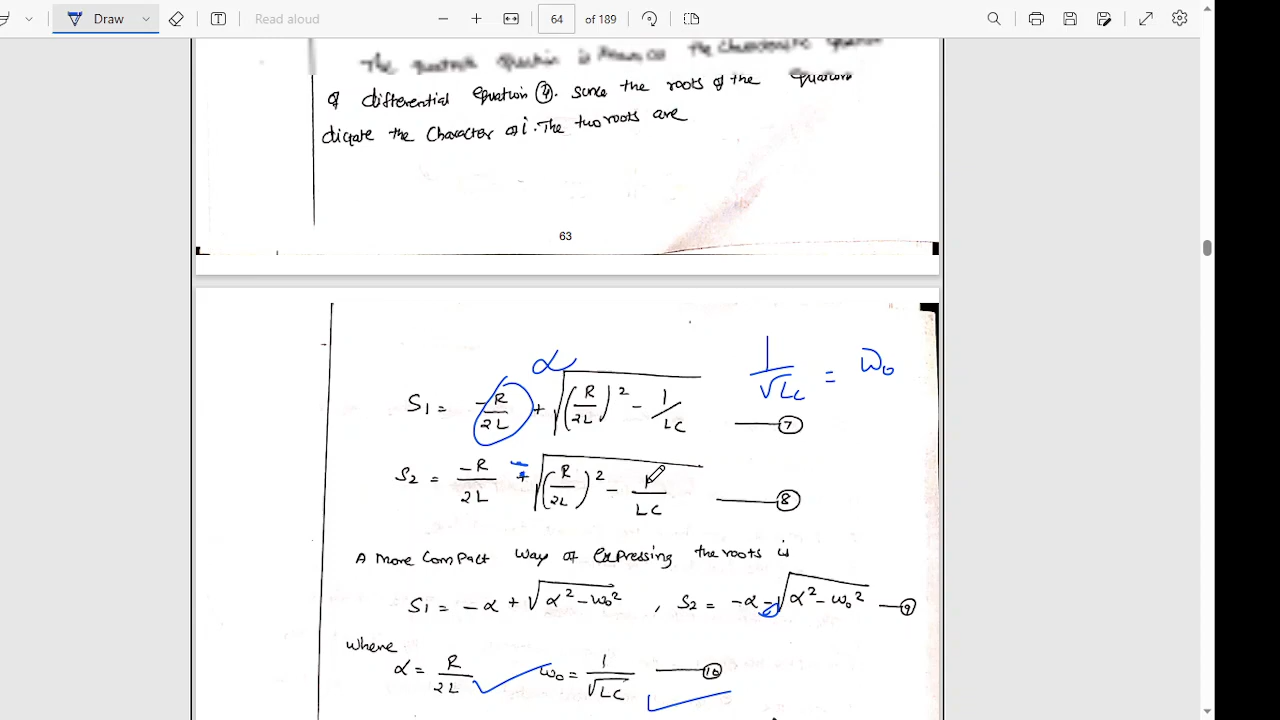 Draw
Read aloud
64 of 189
of differential equation ④. Since the roots of the
dictate the character of i. The two roots are
63
α
1/√LC = ω₀
S1 = -R/2L + √((R/2L)² - 1/LC) —⑦
S2 = -R/2L - √((R/2L)² - 1/LC) —⑧
A more compact way of expressing the roots is
S1 = -α + √(α² - ω₀²) , S2 = -α - √(α² - ω₀²) —⑨
where
α = R/2L ω₀ = 1/√LC —⑩